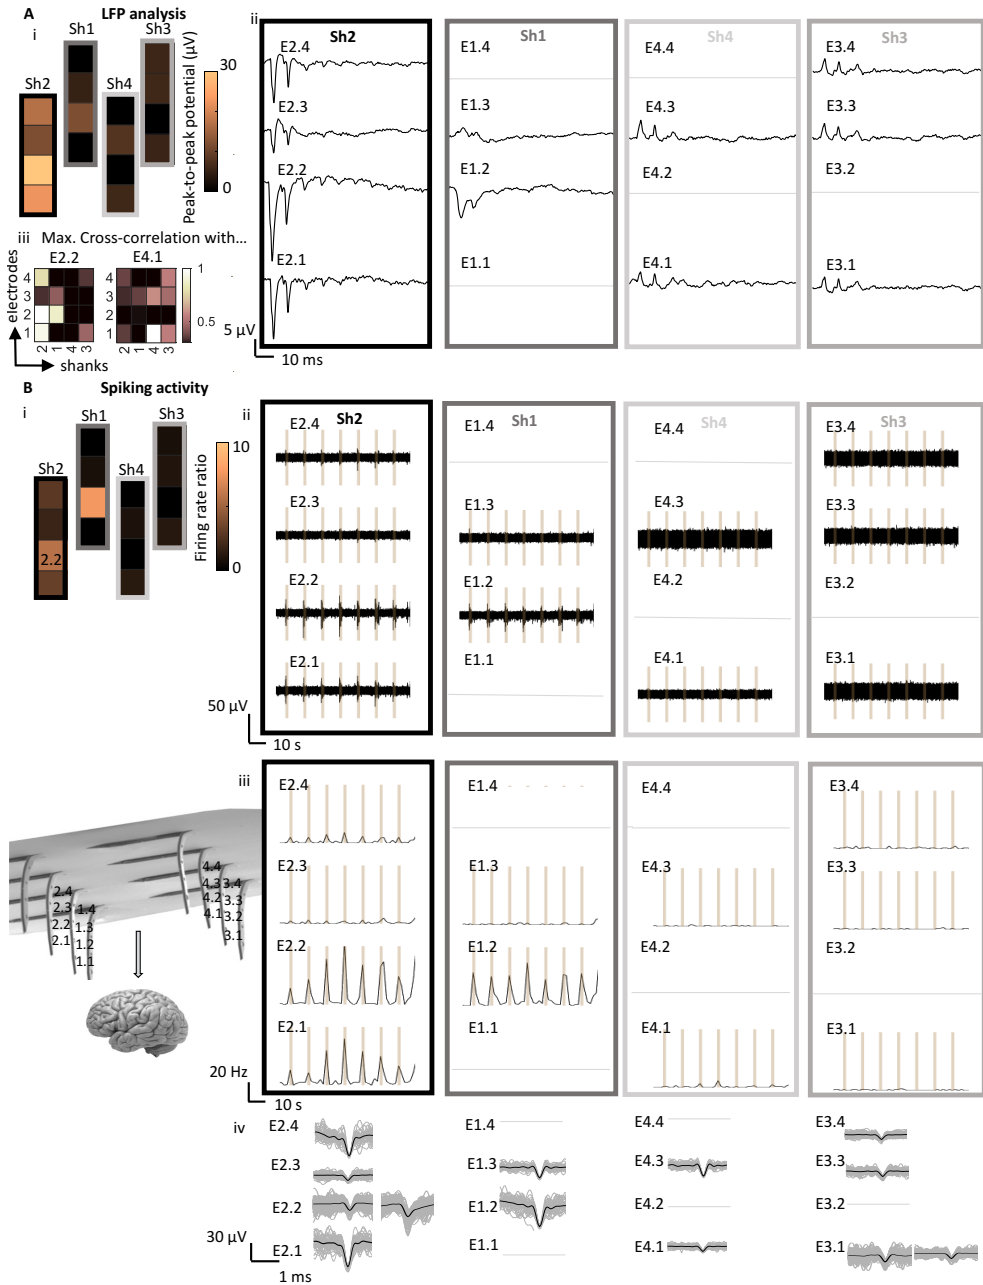 A LFP analysis
i
Sh1
Sh3
Sh2
Sh4
30
0
Peak-to-peak potential (µV)
iii Max. Cross-correlation with...
E2.2 E4.1
electrodes
4
3
2
1
2 1 4 3
4
3
2
1
2 1 4 3
1
0.5
shanks
ii
Sh2
E2.4
E2.3
E2.2
E2.1
Sh1
E1.4
E1.3
E1.2
E1.1
Sh4
E4.4
E4.3
E4.2
E4.1
Sh3
E3.4
E3.3
E3.2
E3.1
5 µV
10 ms
B Spiking activity
i
Sh1
Sh3
Sh2
Sh4
2.2
10
0
Firing rate ratio
ii
Sh2
E2.4
E2.3
E2.2
E2.1
Sh1
E1.4
E1.3
E1.2
E1.1
Sh4
E4.4
E4.3
E4.2
E4.1
Sh3
E3.4
E3.3
E3.2
E3.1
50 µV
10 s
iii
E2.4
E2.3
E2.2
E2.1
E1.4
E1.3
E1.2
E1.1
E4.4
E4.3
E4.2
E4.1
E3.4
E3.3
E3.2
E3.1
20 Hz
10 s
2.4
2.3
2.2
2.1
1.4
1.3
1.2
1.1
4.4
4.3
4.2
4.1
3.4
3.3
3.2
3.1
iv
E2.4
E2.3
E2.2
E2.1
E1.4
E1.3
E1.2
E1.1
E4.4
E4.3
E4.2
E4.1
E3.4
E3.3
E3.2
E3.1
30 µV
1 ms